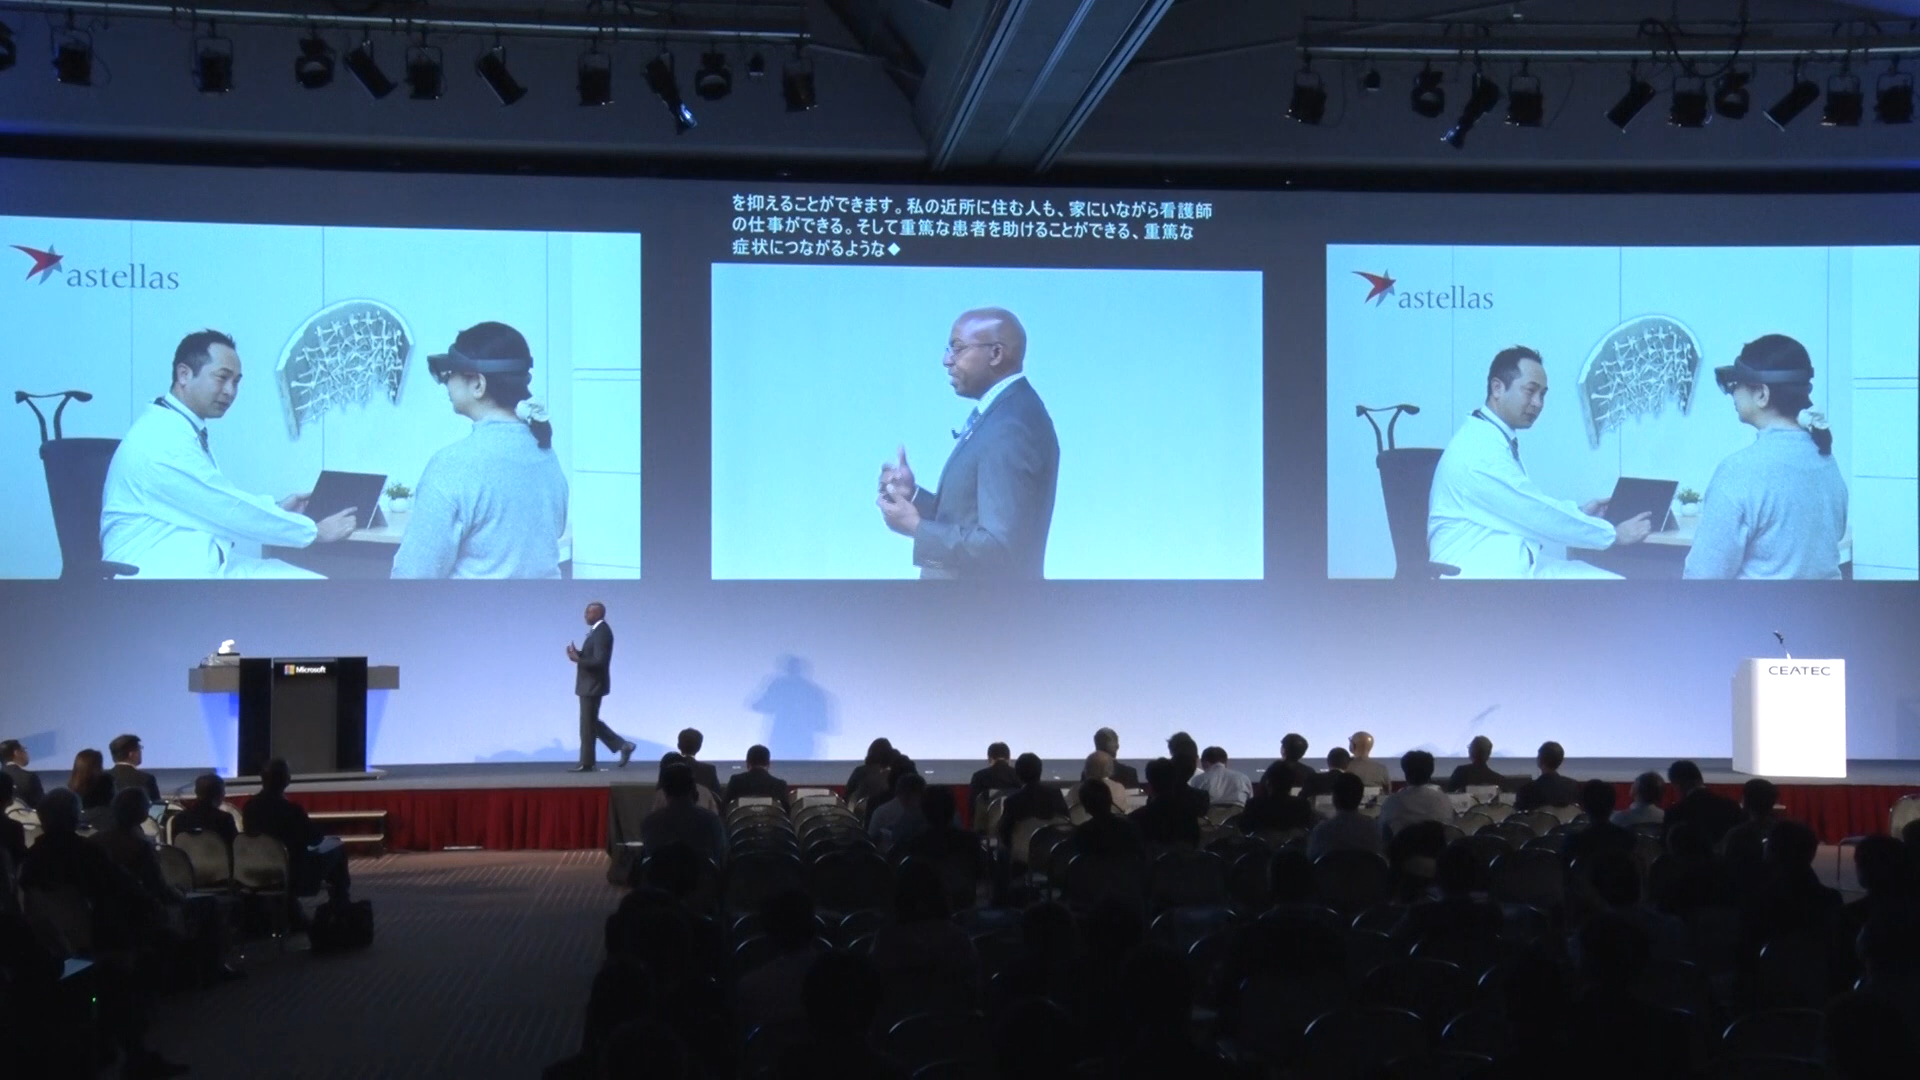 を抑えることができます。私の近所に住む人も、家にいながら看護師
の仕事ができる。そして重篤な患者を助けることができる、重篤な
症状につながるような◆
astellas
astellas
Microsoft
CEATEC